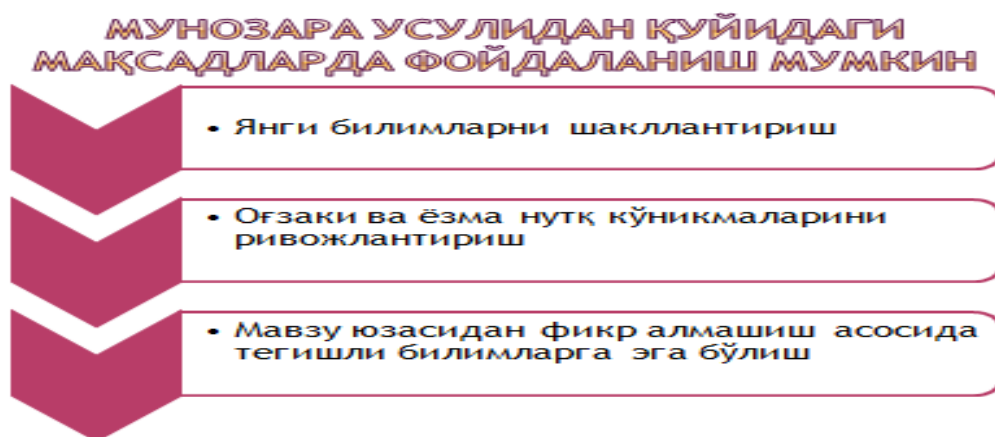 МУНОЗАРА УСУЛИДАН ҚУЙИДАГИ
МАҚСАДЛАРДА ФОЙДАЛАНИШ МУМКИН
• Янги билимларни шакллантириш
• Оғзаки ва ёзма нутқ кўникмаларини
ривожлантириш
• Мавзу юзасидан фикр алмашиш асосида
тегишли билимларга эга бўлиш